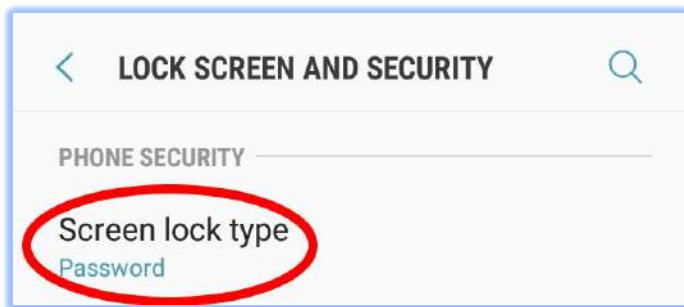 LOCK SCREEN AND SECURITY
PHONE SECURITY
Screen lock type
Password